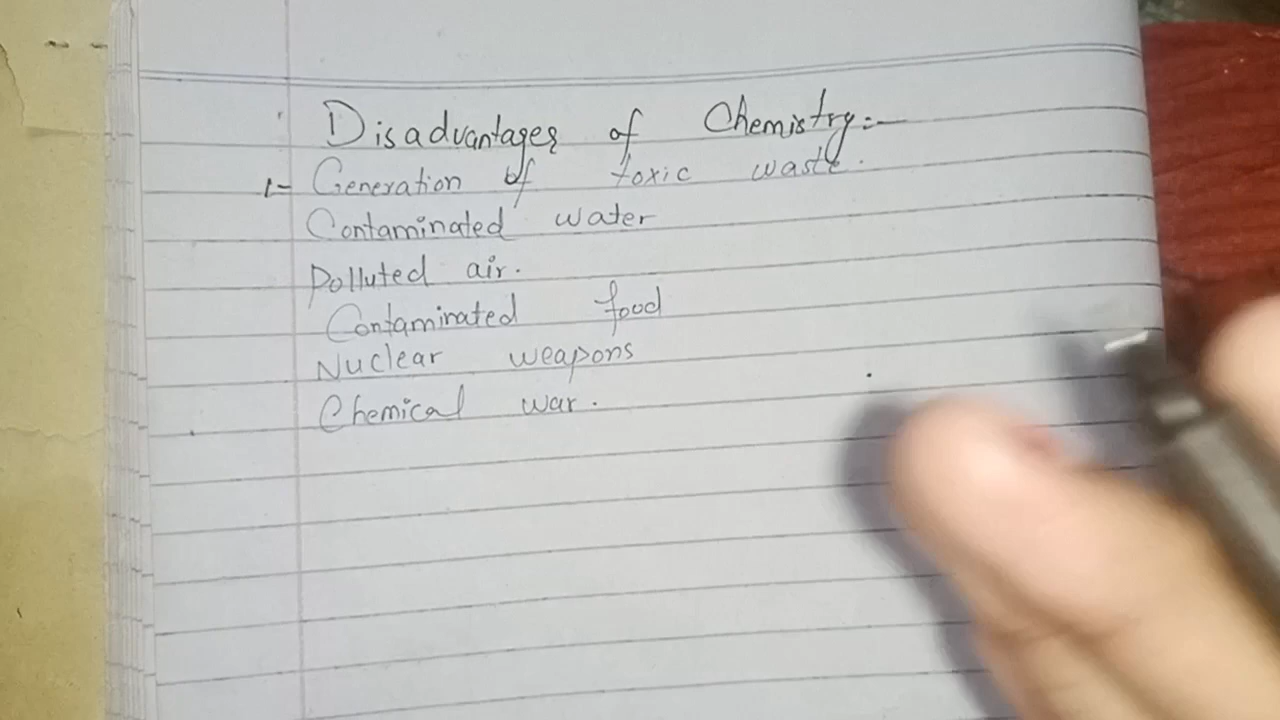 Disadvantages of Chemistry:-
1- Generation of toxic waste.
Contaminated water
Polluted air.
Contaminated food
Nuclear weapons
Chemical war.